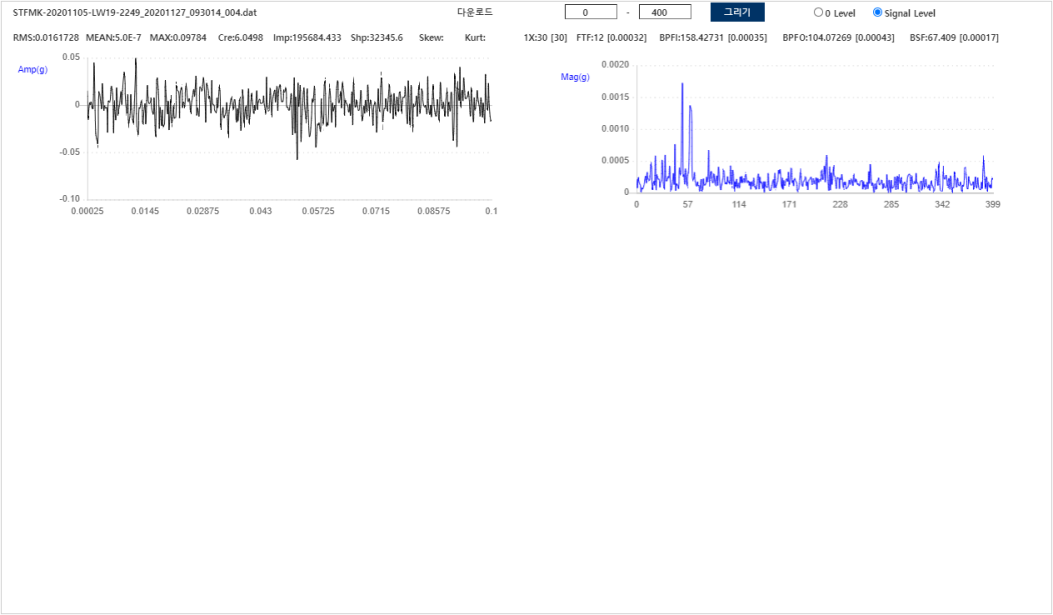 STFMK-20201105-LW19-2249_20201127_093014_004.dat 다운로드 0 - 400 그리기 0 Level Signal Level
RMS:0.0161728 MEAN:5.0E-7 MAX:0.09784 Cre:6.0498 Imp:195684.433 Shp:32345.6 Skew: Kurt: 1X:30 [30] FTF:12 [0.00032] BPFI:158.42731 [0.00035] BPFO:104.07269 [0.00043] BSF:67.409 [0.00017]
Amp(g)
0.05
0
-0.05
-0.10
0.00025 0.0145 0.02875 0.043 0.05725 0.0715 0.08575 0.1
Mag(g)
0.0020
0.0015
0.0010
0.0005
0
0 57 114 171 228 285 342 399